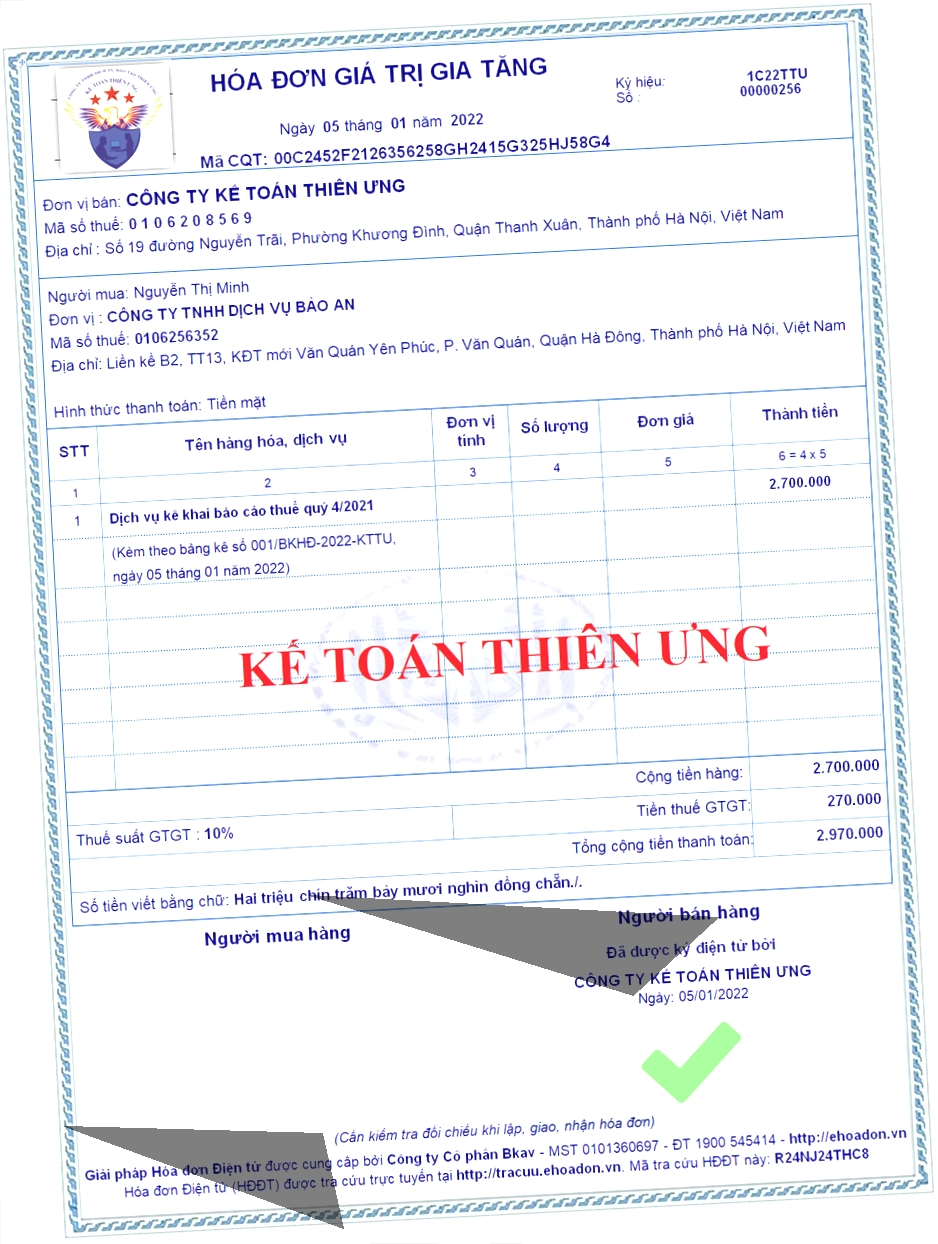 CÔNG TY TNHH DỊCH VỤ ĐÀO TẠO THIÊN ƯNG
KẾ TOÁN THIÊN ƯNG
HÓA ĐƠN GIÁ TRỊ GIA TĂNG
Ký hiệu: 1C22TTU
Số : 00000256
Ngày 05 tháng 01 năm 2022
Mã CQT: 00C2452F2126356258GH2415G325HJ58G4
Đơn vị bán: CÔNG TY KẾ TOÁN THIÊN ƯNG
Mã số thuế: 0 1 0 6 2 0 8 5 6 9
Địa chỉ : Số 19 đường Nguyễn Trãi, Phường Khương Đình, Quận Thanh Xuân, Thành phố Hà Nội, Việt Nam
Người mua: Nguyễn Thị Minh
Đơn vị : CÔNG TY TNHH DỊCH VỤ BẢO AN
Mã số thuế: 0106256352
Địa chỉ: Liền kề B2, TT13, KĐT mới Văn Quán Yên Phúc, P. Văn Quán, Quận Hà Đông, Thành phố Hà Nội, Việt Nam
Hình thức thanh toán: Tiền mặt
STT Tên hàng hóa, dịch vụ Đơn vị tính Số lượng Đơn giá Thành tiền
1 2 3 4 5 6 = 4 x 5
1 Dịch vụ kê khai báo cáo thuế quý 4/2021 2.700.000
(Kèm theo bảng kê số 001/BKHĐ-2022-KTTU,
ngày 05 tháng 01 năm 2022)
KẾ TOÁN THIÊN ƯNG
Cộng tiền hàng: 2.700.000
Tiền thuế GTGT: 270.000
Thuế suất GTGT : 10%
Tổng cộng tiền thanh toán: 2.970.000
Số tiền viết bằng chữ: Hai triệu chín trăm bảy mươi nghìn đồng chẵn./.
Người mua hàng Người bán hàng
Đã được ký điện tử bởi
CÔNG TY KẾ TOÁN THIÊN ƯNG
Ngày: 05/01/2022
(Cần kiểm tra đối chiếu khi lập, giao, nhận hóa đơn)
Giải pháp Hóa đơn Điện tử được cung cấp bởi Công ty Cổ phần Bkav - MST 0101360697 - ĐT 1900 545414 - http://ehoadon.vn
Hóa đơn Điện tử (HĐĐT) được tra cứu trực tuyến tại http://tracuu.ehoadon.vn. Mã tra cứu HĐĐT này: R24NJ24THC8